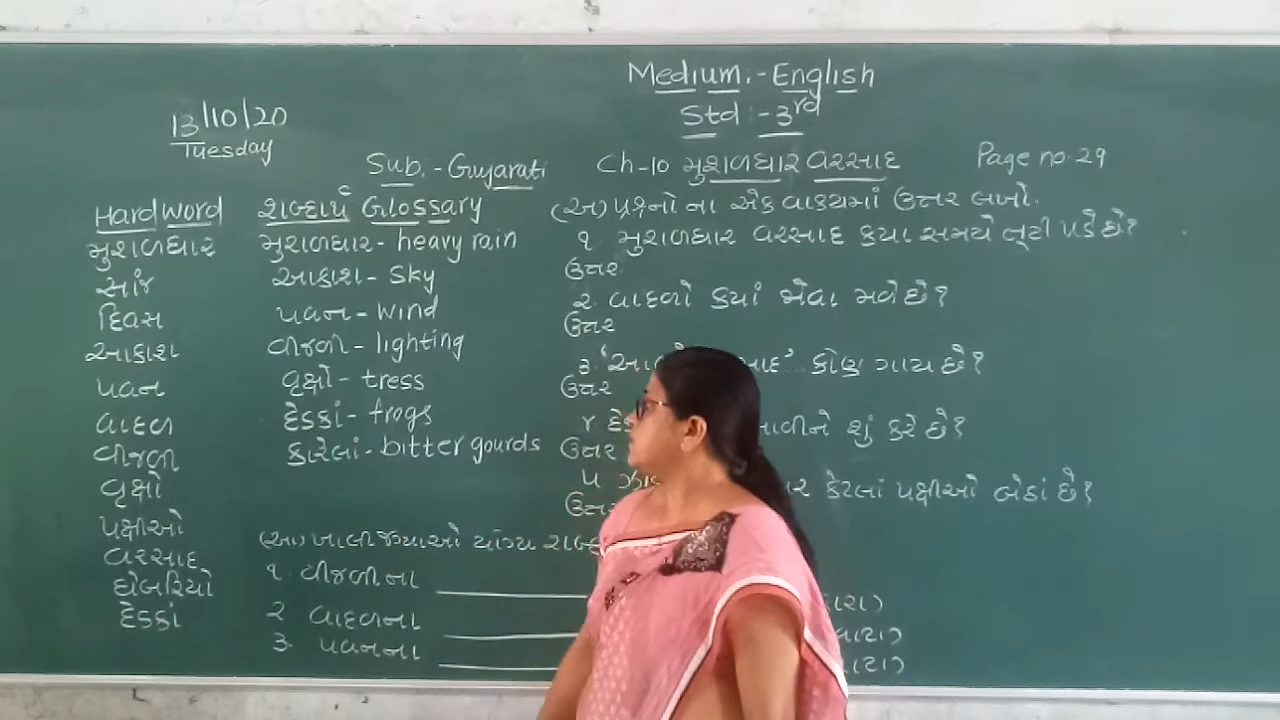 Medium.-English
Std :- 3rd
13/10/20
Tuesday
Sub.-Gujarati
Ch-10 મુશળધાર વરસાદ
Page no. 29
Hard word
મુશળધાર
સાંજ
દિવસ
આકાશ
પવન
વાદળ
વીજળી
વૃક્ષો
પક્ષીઓ
વરસાદ
ઢોબરિયો
દેડકાં
શબ્દાર્થ Glossary
મુશળધાર - heavy rain
આકાશ - sky
પવન - wind
વીજળી - lighting
વૃક્ષો - tress
દેડકાં - frogs
કારેલાં - bitter gourds
(અ) પ્રશ્નો ના એક વાક્યમાં ઉત્તર લખો.
૧. મુશળધાર વરસાદ કયા સમયે તૂટી પડે છે?
ઉત્તર
૨. વાદળો કયાં જોવા મળે છે?
ઉત્તર
૩. કોણ ગાય છે?
ઉત્તર
૪ શું કરે છે?
ઉત્તર
૫ કેટલાં પક્ષીઓ બેઠાં છે?
ઉત્તર
(આ) ખાલી જગ્યાઓ યોગ્ય
૧. વીજળીના
૨ વાદળના
૩. પવનના